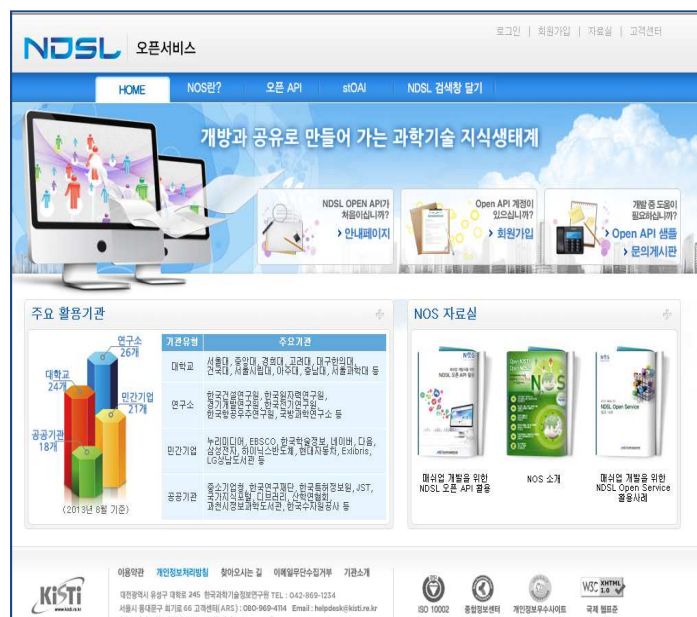 로그인 | 회원가입 | 자료실 | 고객센터
NDSL 오픈서비스
HOME NOS란? 오픈 API stOAI NDSL 검색창 달기
개방과 공유로 만들어 가는 과학기술 지식생태계
NDSL OPEN API가
처음이십니까?
› 안내페이지
Open API 계정이
있으십니까?
› 회원가입
개발 중 도움이
필요하십니까?
› Open API 샘플
› 문의게시판
주요 활용기관
연구소
26개
대학교
24개
민간기업
21개
공공기관
18개
(2013년 8월 기준)
기관유형 주요기관
대학교
서울대, 중앙대, 경희대, 고려대, 대구한의대,
건국대, 서울시립대, 아주대, 충남대, 서울과학대 등
연구소
한국건설연구원, 한국원자력연구원,
경기개발연구원, 한국전기연구원,
한국항공우주연구원, 국방과학연구소 등
민간기업
누리미디어, EBSCO, 한국학술정보, 네이버, 다음,
삼성전자, 하이닉스반도체, 현대자동차, Exlibris,
LG상남도서관 등
공공기관
중소기업청, 한국연구재단, 한국특허정보원, JST,
국가지식포털, 디브러리, 산학연협회,
과천시정보과학도서관, 한국수자원공사 등
NOS 자료실
NDSL 오픈 API 활용
NOS
NDSL Open Service
매쉬업 개발을 위한
NDSL 오픈 API 활용
NOS 소개
매쉬업 개발을 위한
NDSL Open Service
활용사례
이용약관 개인정보처리방침 찾아오시는 길 이메일무단수집거부 기관소개
KiSTi
www.kisti.re.kr
대전광역시 유성구 대학로 245 한국과학기술정보연구원 TEL : 042-869-1234
서울시 동대문구 회기로 66 고객센터(ARS) : 080-969-4114 Email : helpdesk@kisti.re.kr
ISO 10002 종합정보센터 개인정보우수사이트 국제 웹표준
W3C XHTML 1.0